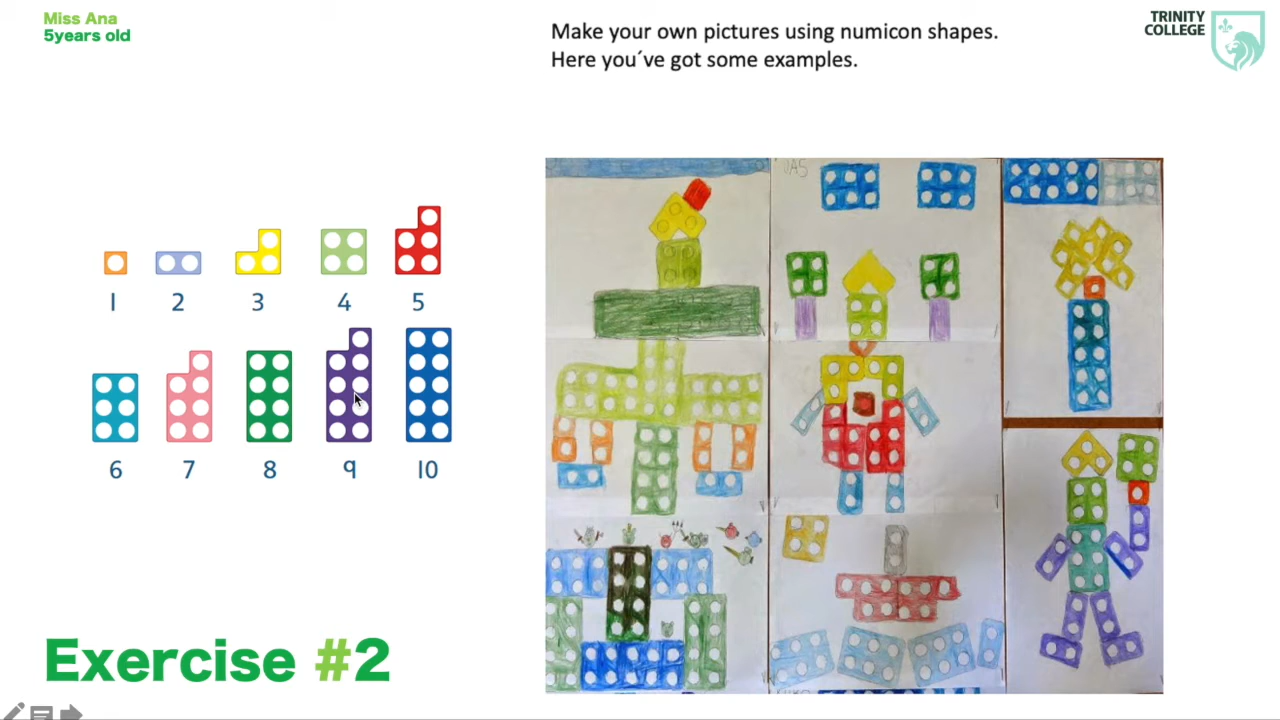 Miss Ana
5years old
Make your own pictures using numicon shapes.
Here you´ve got some examples.
TRINITY
COLLEGE
1 2 3 4 5
6 7 8 9 10
JA5
Exercise #2